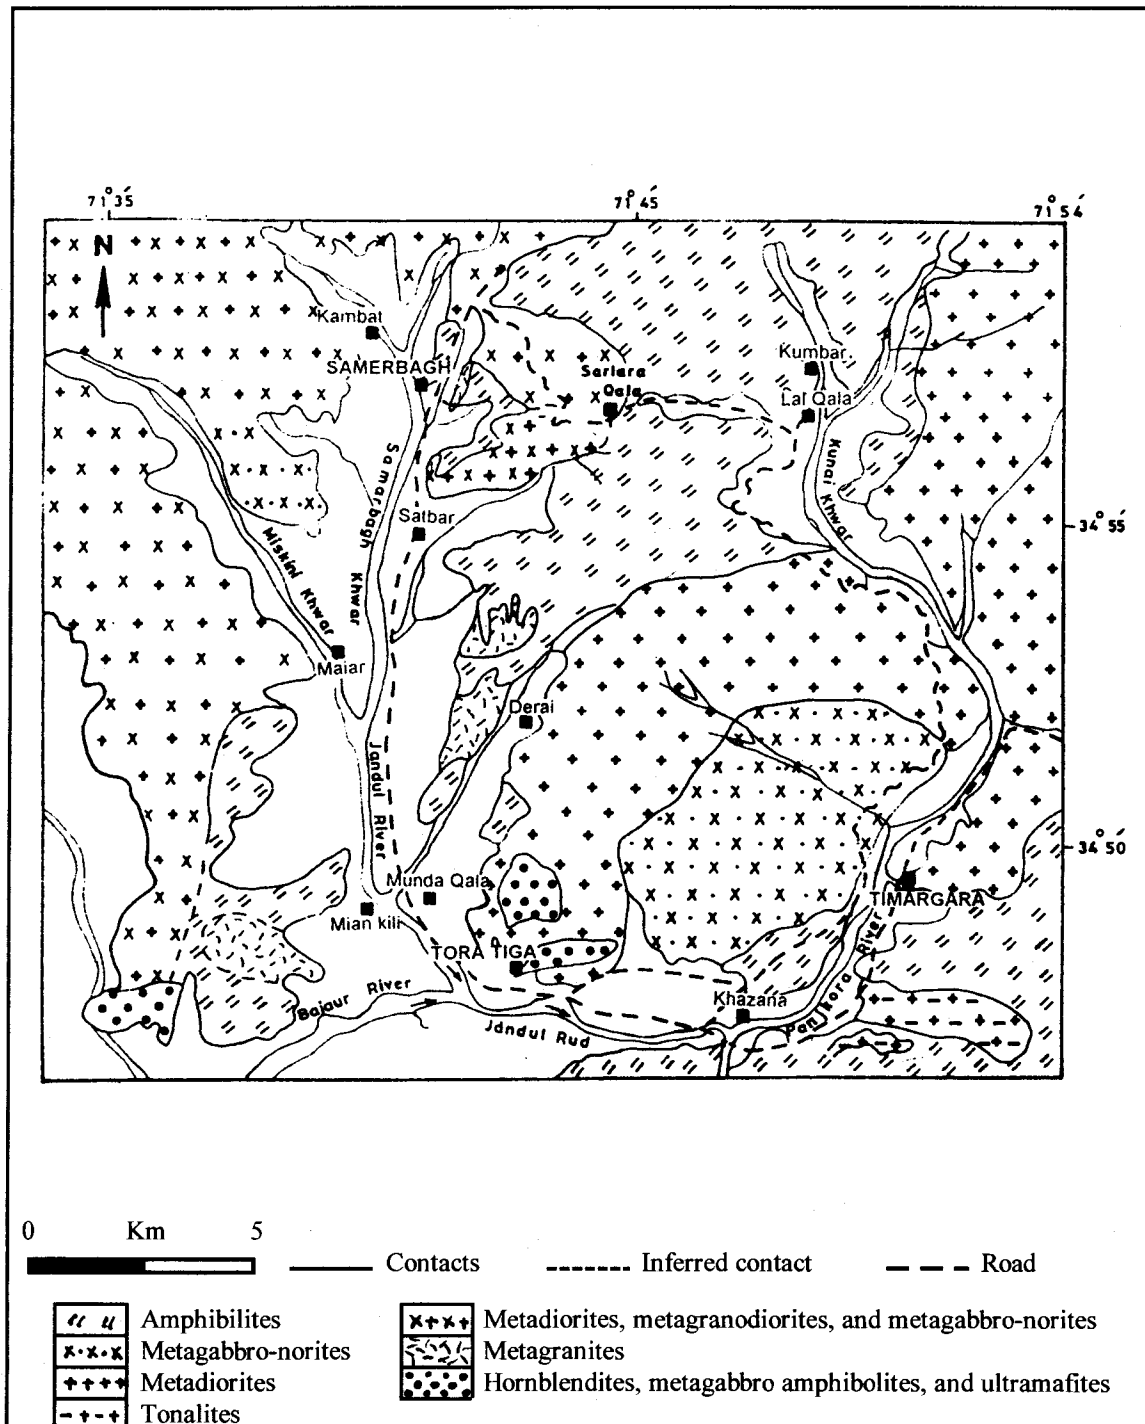 71°35′ 71°45′ 71°54′
N
Kambat
SAMERBAGH
Kumbar
Sarlara
Qala
Lal Qala
Samarbagh Khwar
Kunai Khwar
Satbar
34°55′
Miskini Khwar
Maiar
Derai
Jandul River
34°50′
Munda Qala
TIMARGARA
Mian kili
TORA TIGA
Bajaur River
Khazana
Panjkora River
Jandul Rud
0 Km 5
Contacts
Inferred contact
Road
Amphibilites
Metadiorites, metagranodiorites, and metagabbro-norites
Metagabbro-norites
Metagranites
Metadiorites
Hornblendites, metagabbro amphibolites, and ultramafites
Tonalites